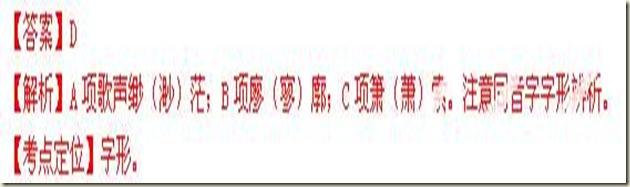 【答案】D
【解析】A项歌声缈（渺）茫；B项廖（寥）廓；C项箫（萧）索。注意同音字字形辨析。
【考点定位】字形。